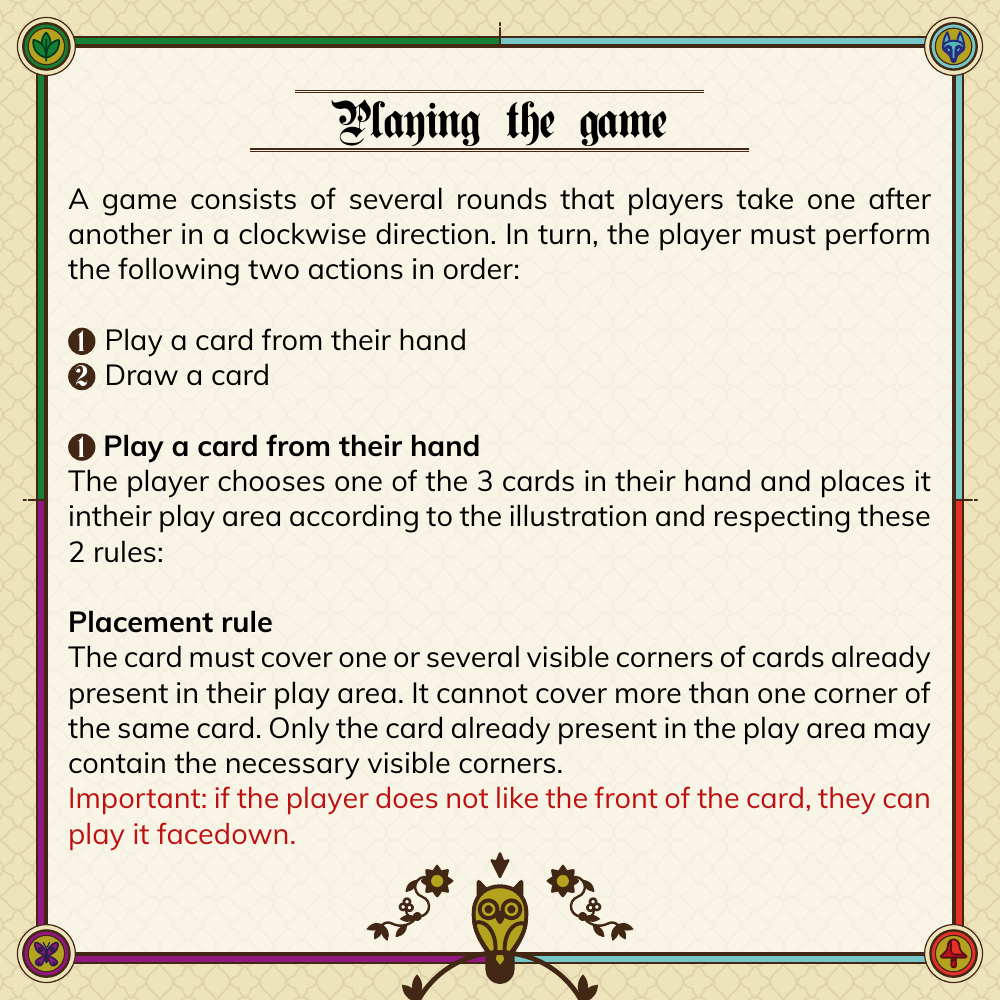 Playing the game
A game consists of several rounds that players take one after
another in a clockwise direction. In turn, the player must perform
the following two actions in order:
1 Play a card from their hand
2 Draw a card
1 Play a card from their hand
The player chooses one of the 3 cards in their hand and places it
intheir play area according to the illustration and respecting these
2 rules:
Placement rule
The card must cover one or several visible corners of cards already
present in their play area. It cannot cover more than one corner of
the same card. Only the card already present in the play area may
contain the necessary visible corners.
Important: if the player does not like the front of the card, they can
play it facedown.